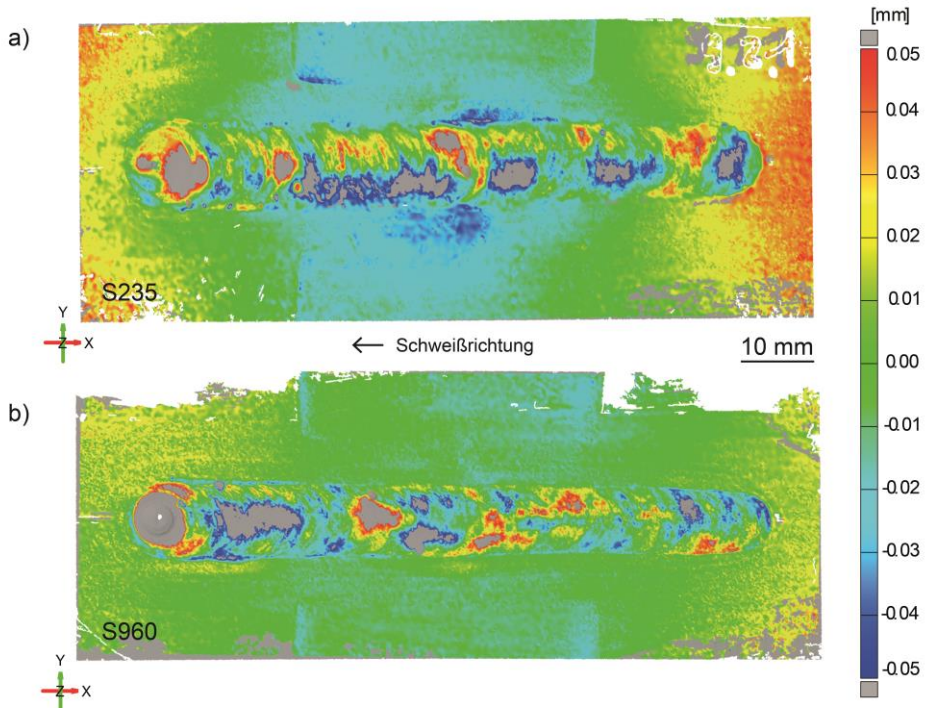 a)
[mm]
0.05
0.04
0.03
0.02
0.01
0.00
-0.01
-0.02
-0.03
-0.04
-0.05
S235
Y
Z X
← Schweißrichtung
10 mm
b)
S960
Y
Z X